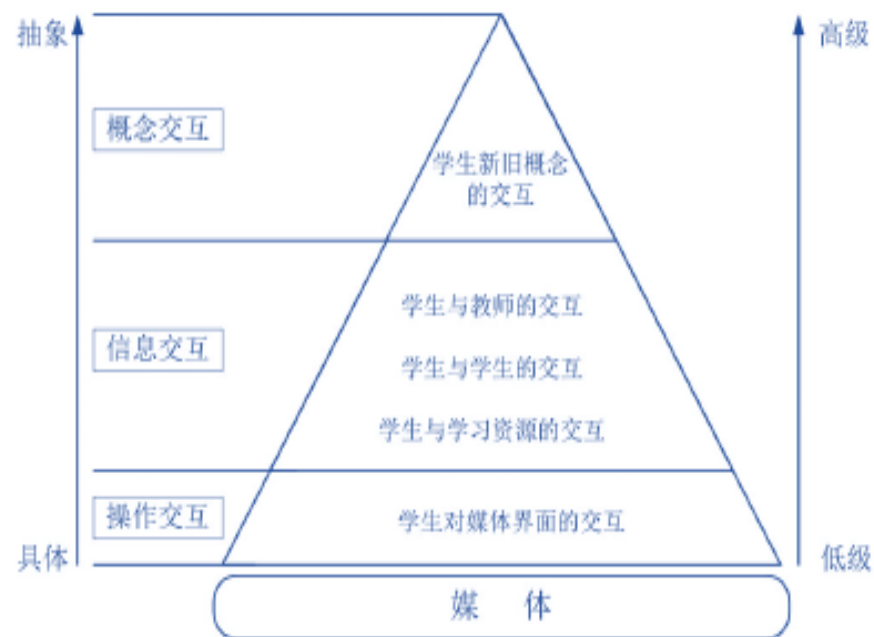 抽象
高级
概念交互
学生新旧概念
的交互
学生与教师的交互
信息交互
学生与学生的交互
学生与学习资源的交互
操作交互
学生对媒体界面的交互
具体
低级
媒 体